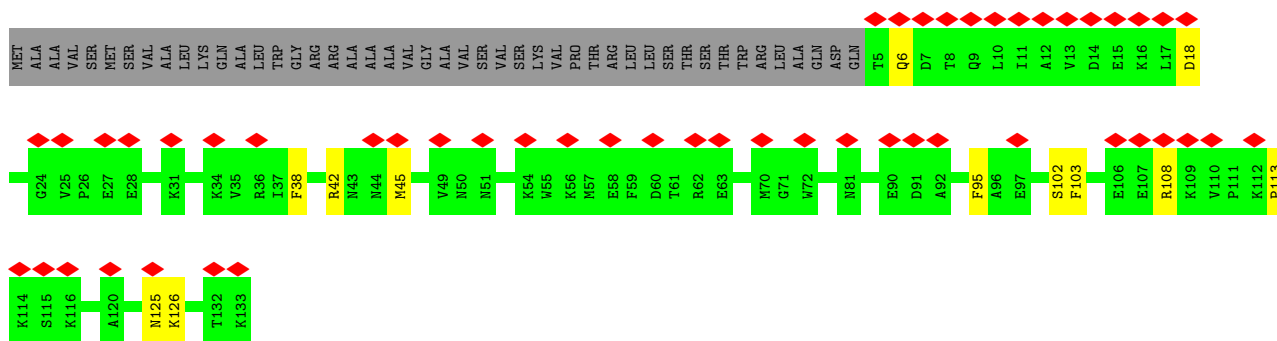 MET ALA ALA VAL SER MET SER VAL ALA LEU LYS GLN ALA LEU TRP GLY ARG ARG ALA ALA ALA VAL GLY ALA VAL SER VAL SER LYS VAL PRO THR ARG LEU LEU SER THR SER THR TRP ARG LEU ALA GLN ASP GLN T5 Q6 D7 T8 Q9 L10 I11 A12 V13 D14 E15 K16 L17 D18
G24 V25 P26 E27 E28 K31 K34 V35 R36 I37 F38 R42 N43 N44 M45 V49 N50 N51 K54 W55 K56 M57 E58 F59 D60 T61 R62 E63 M70 G71 W72 N81 E90 D91 A92 F95 A96 E97 S102 F103 E106 E107 R108 K109 V110 P111 K112 P113
K114 S115 K116 A120 N125 K126 T132 K133